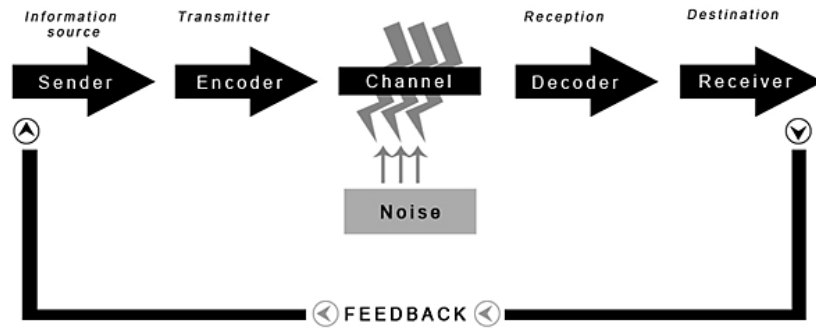 Information
source
Transmitter
Reception
Destination
Sender
Encoder
Channel
Decoder
Receiver
Noise
FEEDBACK